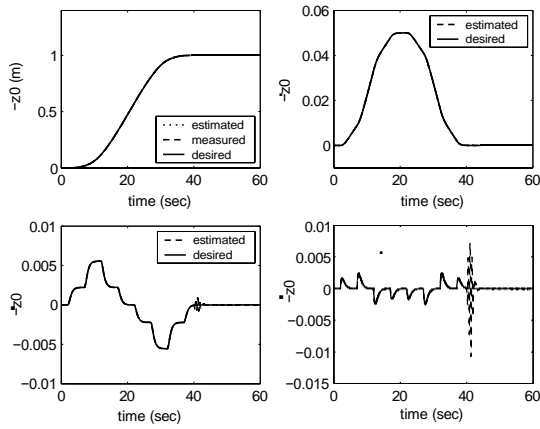 −z0 (m)
1
0.5
0
0
20
40
60
time (sec)
estimated
measured
desired
−ż0
0.06
0.04
0.02
0
0
20
40
60
time (sec)
estimated
desired
−z̈0
0.01
0.005
0
−0.005
−0.01
0
20
40
60
time (sec)
estimated
desired
−z0
0.01
0.005
0
−0.005
−0.01
−0.015
0
20
40
60
time (sec)